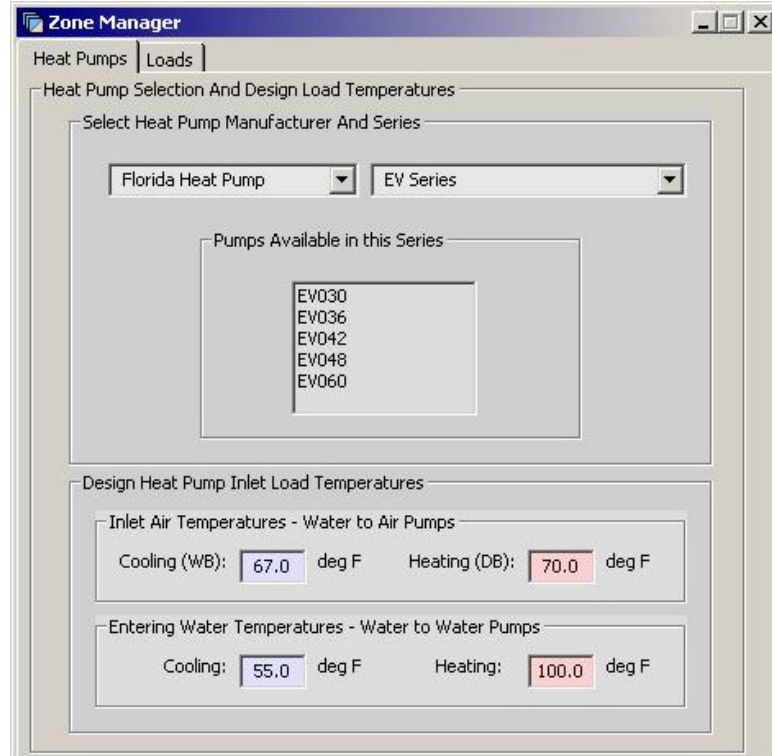 Zone Manager
Heat Pumps Loads
Heat Pump Selection And Design Load Temperatures
Select Heat Pump Manufacturer And Series
Florida Heat Pump EV Series
Pumps Available in this Series
EV030
EV036
EV042
EV048
EV060
Design Heat Pump Inlet Load Temperatures
Inlet Air Temperatures - Water to Air Pumps
Cooling (WB): 67.0 deg F Heating (DB): 70.0 deg F
Entering Water Temperatures - Water to Water Pumps
Cooling: 55.0 deg F Heating: 100.0 deg F